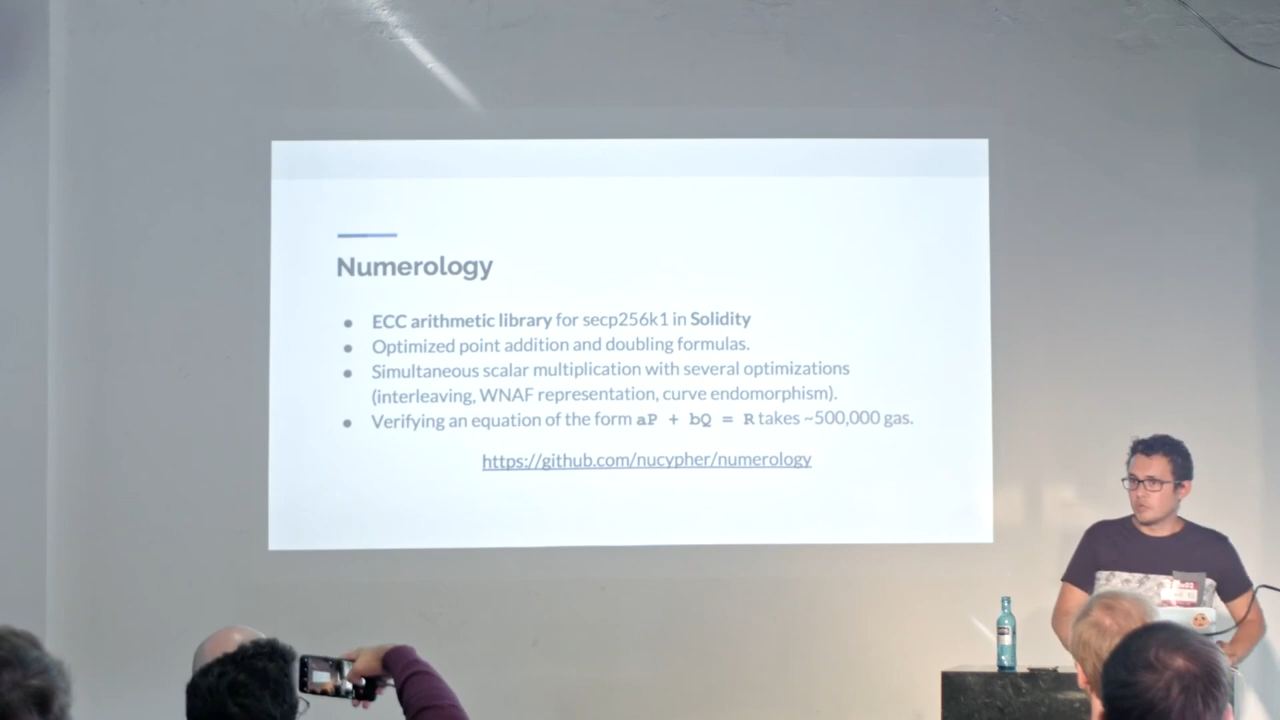 Numerology
● ECC arithmetic library for secp256k1 in Solidity
● Optimized point addition and doubling formulas.
● Simultaneous scalar multiplication with several optimizations
(interleaving, WNAF representation, curve endomorphism).
● Verifying an equation of the form aP + bQ = R takes ~500,000 gas.
https://github.com/nucypher/numerology